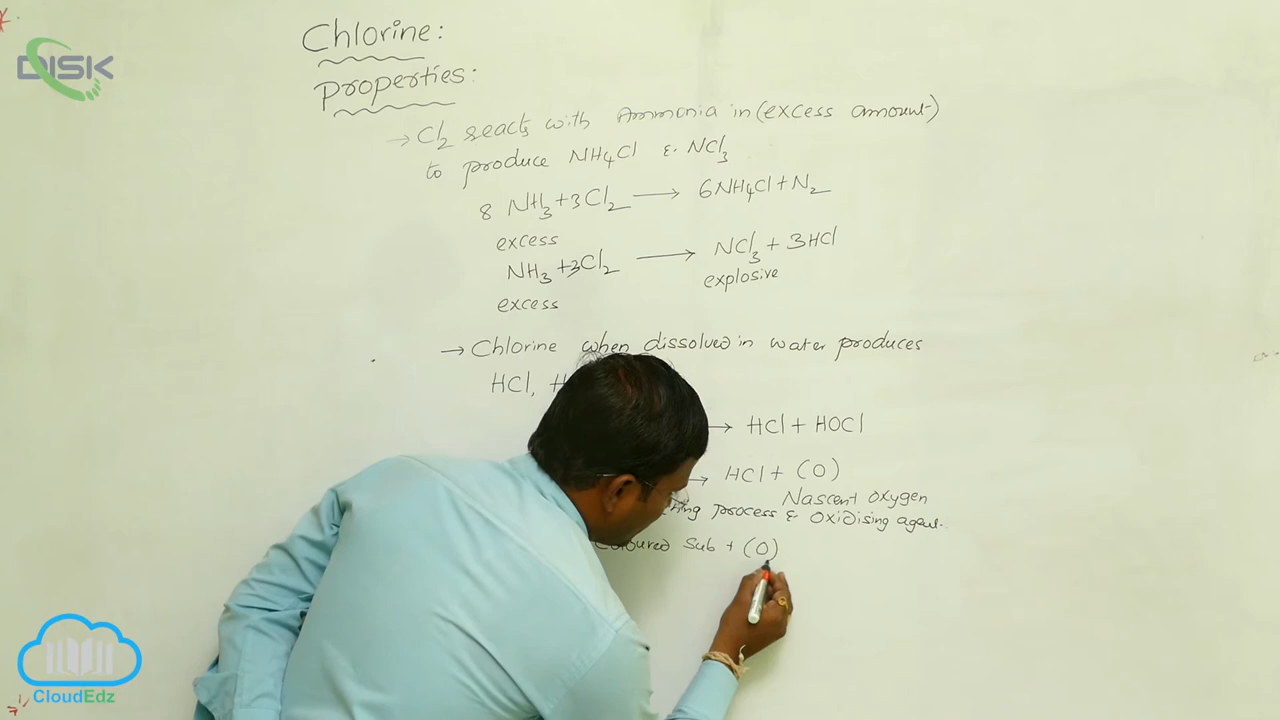 DISK
Chlorine:
Properties:
→ Cl2 reacts with Ammonia in (excess amount)
to produce NH4Cl & NCl3
8 NH3 + 3Cl2 → 6NH4Cl + N2
excess
NH3 + 3Cl2 → NCl3 + 3HCl
excess explosive
→ Chlorine when dissolved in water produces
HCl,
→ HCl + HOCl
→ HCl + (O)
Nascent oxygen
process & Oxidising agent.
Coloured Sub + (O)
CloudEdz